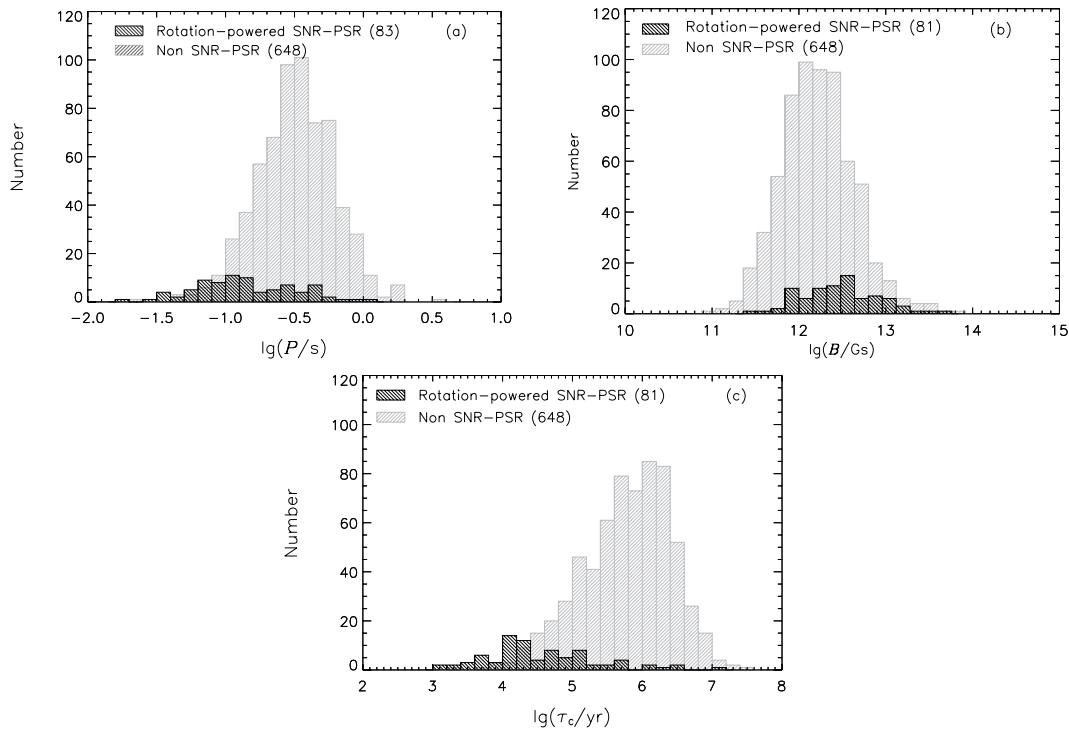 Rotation-powered SNR-PSR (83) (a)
Non SNR-PSR (648)
120
100
80
60
40
20
0
Number
-2.0 -1.5 -1.0 -0.5 0.0 0.5 1.0
lg(P/s)
Rotation-powered SNR-PSR (81) (b)
Non SNR-PSR (648)
120
100
80
60
40
20
0
Number
10 11 12 13 14 15
lg(B/Gs)
Rotation-powered SNR-PSR (81) (c)
Non SNR-PSR (648)
120
100
80
60
40
20
0
Number
2 3 4 5 6 7 8
lg(τc/yr)